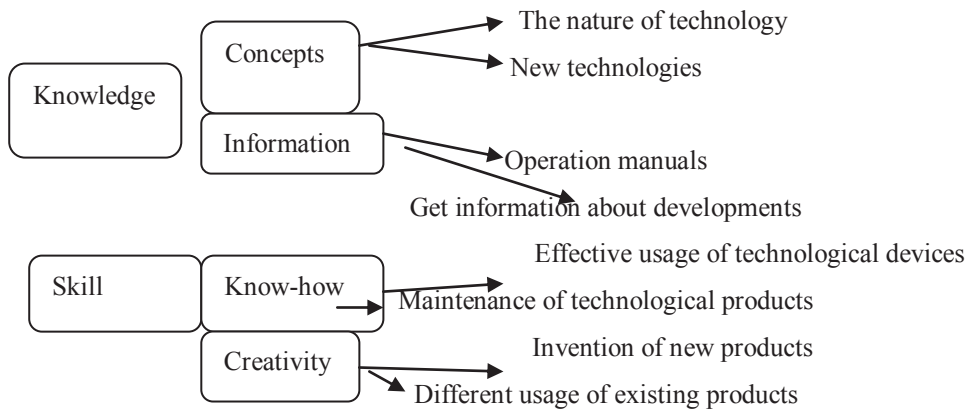 The nature of technology
Concepts
New technologies
Knowledge
Information
Operation manuals
Get information about developments
Effective usage of technological devices
Skill
Know-how
Maintenance of technological products
Invention of new products
Creativity
Different usage of existing products